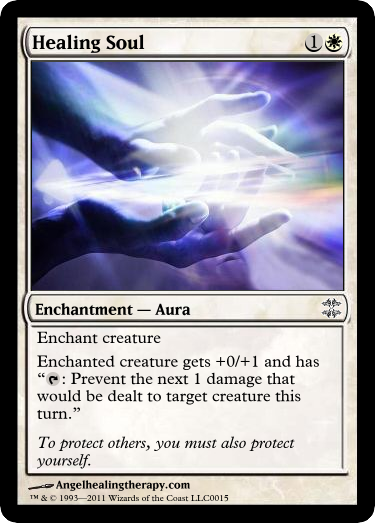 Healing Soul 1
Enchantment — Aura
Enchant creature
Enchanted creature gets +0/+1 and has
“: Prevent the next 1 damage that
would be dealt to target creature this
turn.”
To protect others, you must also protect
yourself.
Angelhealingtherapy.com
™ & © 1993—2011 Wizards of the Coast LLC0015